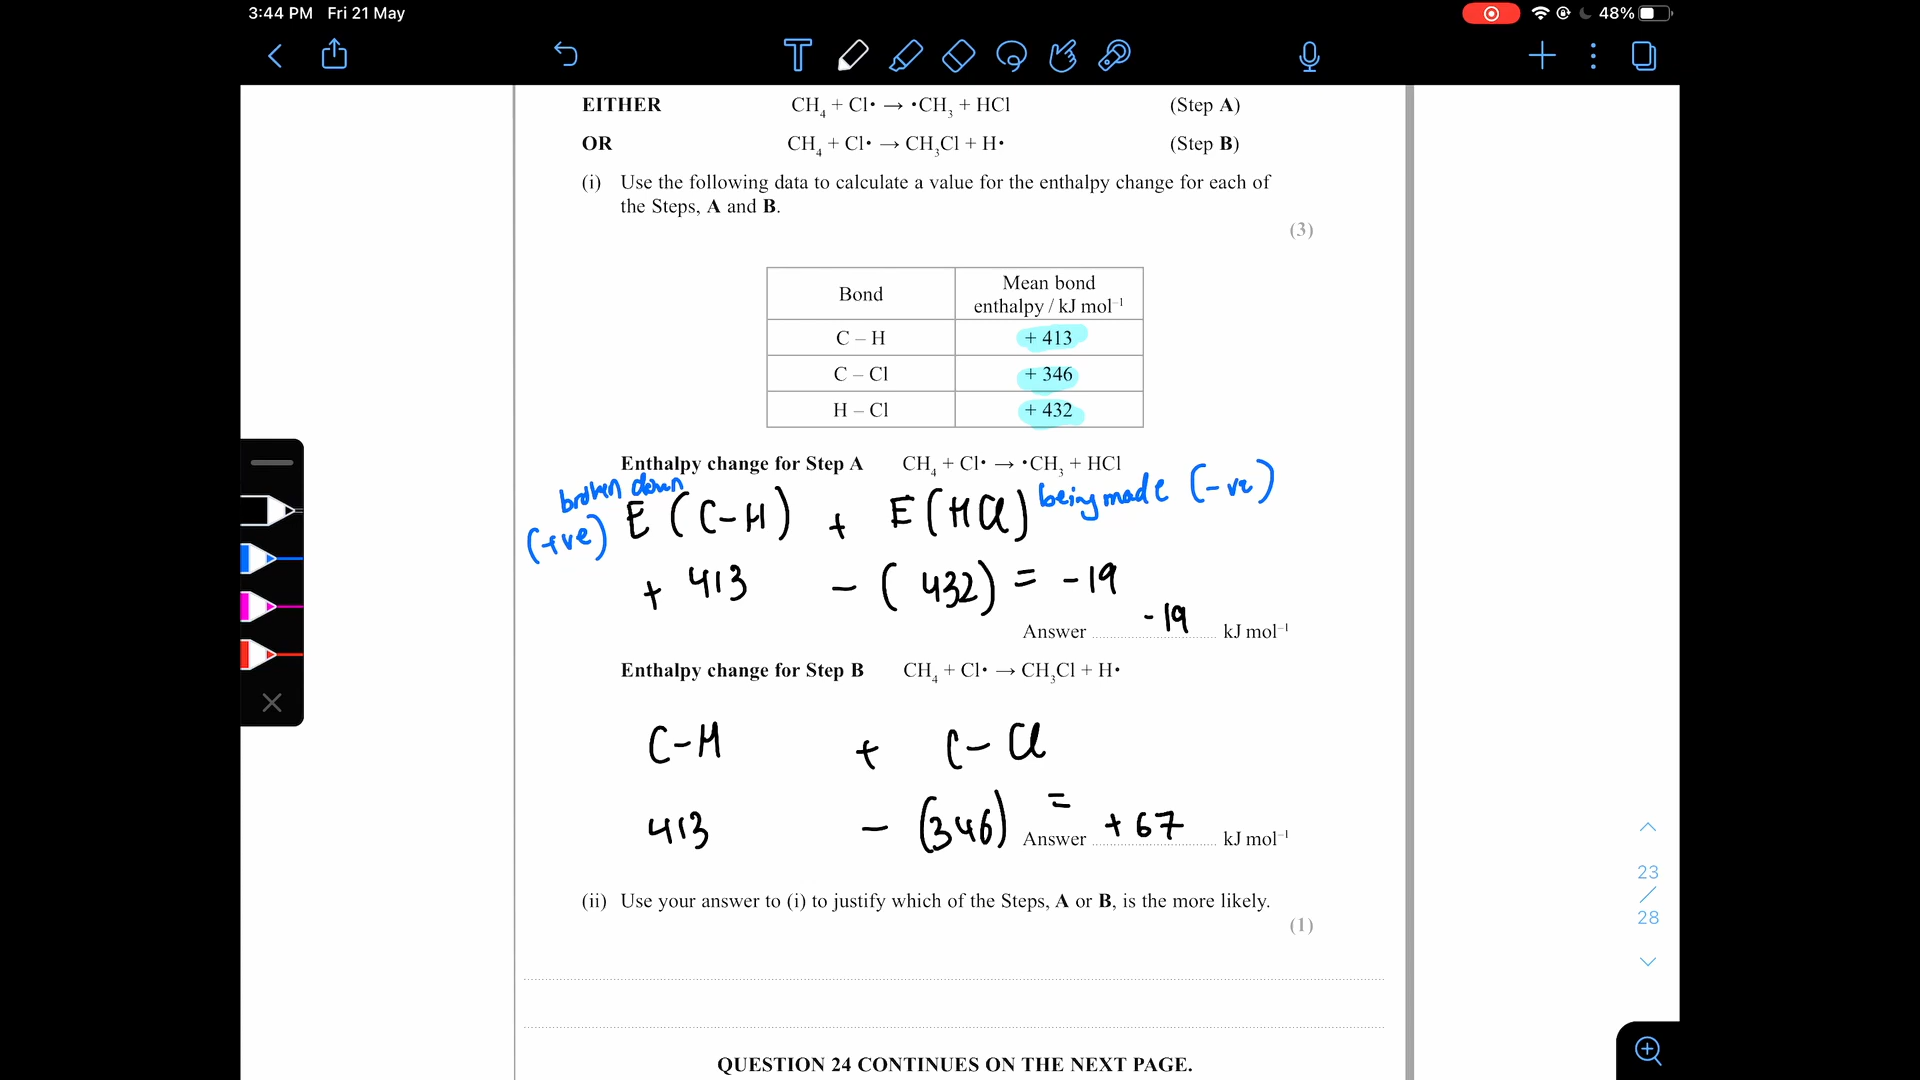 3:44 PM Fri 21 May
48%
EITHER CH₄ + Cl• → •CH₃ + HCl (Step A)
OR CH₄ + Cl• → CH₃Cl + H• (Step B)
(i) Use the following data to calculate a value for the enthalpy change for each of
the Steps, A and B.
(3)
Bond
Mean bond
enthalpy / kJ mol⁻¹
C – H + 413
C – Cl + 346
H – Cl + 432
Enthalpy change for Step A CH₄ + Cl• → •CH₃ + HCl
broken down
being made (-ve)
(+ve) E (C-H) + E(HCl)
+ 413 - (432) = -19
Answer -19 kJ mol⁻¹
Enthalpy change for Step B CH₄ + Cl• → CH₃Cl + H•
C-H + C-Cl
413 - (346) =
Answer +67 kJ mol⁻¹
(ii) Use your answer to (i) to justify which of the Steps, A or B, is the more likely.
(1)
23
/
28
QUESTION 24 CONTINUES ON THE NEXT PAGE.